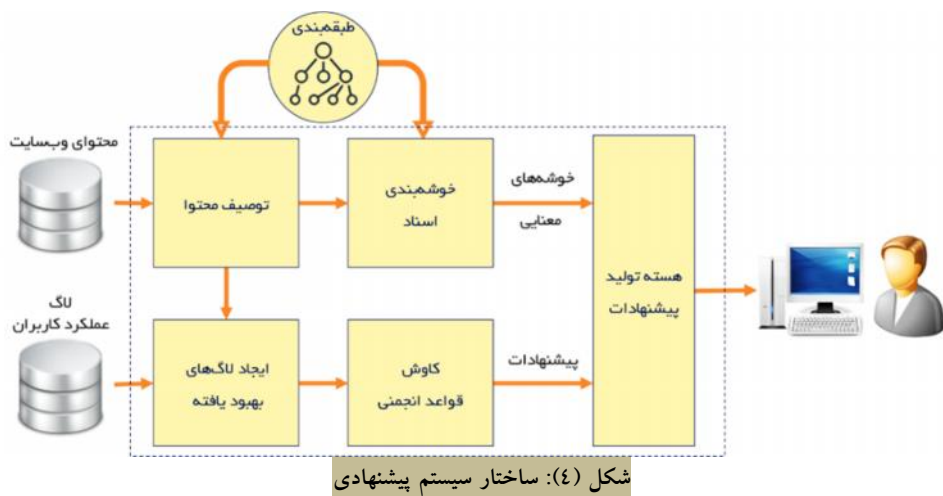 طبقه‌بندی
محتوای وب‌سایت
توصیف محتوا
خوشه‌بندی
اسناد
خوشه‌های
معنایی
هسته تولید
پیشنهادات
لاگ
عملکرد کاربران
ایجاد لاگ‌های
بهبود یافته
کاوش
قواعد انجمنی
پیشنهادات
شکل (٤): ساختار سیستم پیشنهادی